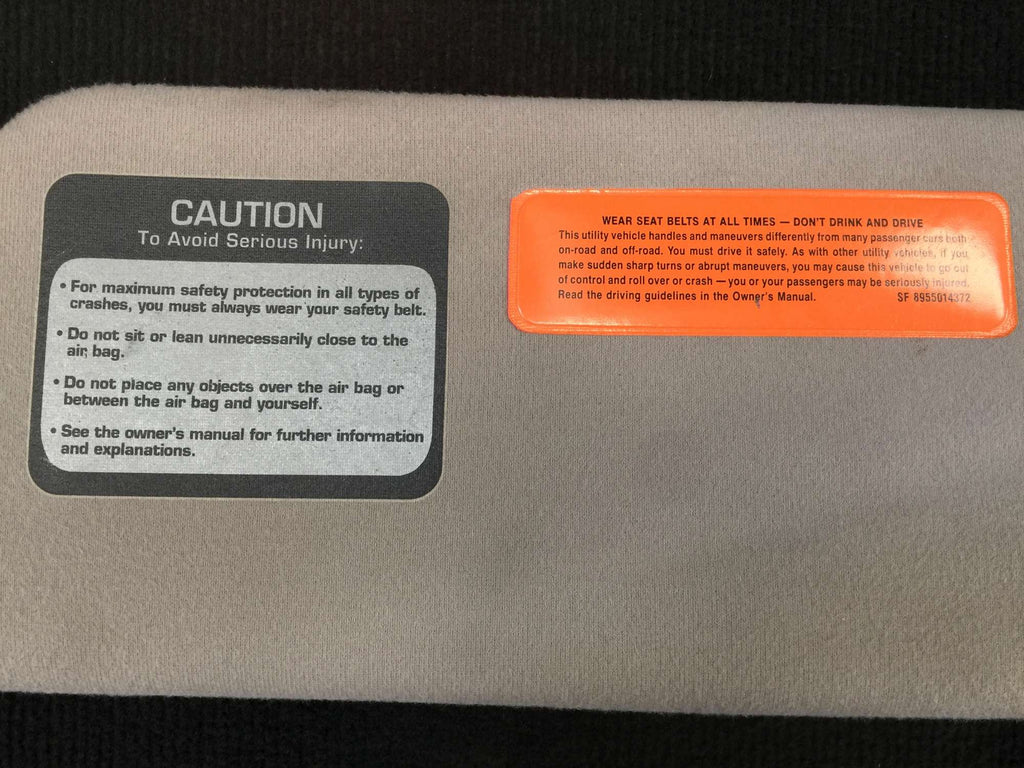 CAUTION
To Avoid Serious Injury:
• For maximum safety protection in all types of
crashes, you must always wear your safety belt.
• Do not sit or lean unnecessarily close to the
air bag.
• Do not place any objects over the air bag or
between the air bag and yourself.
• See the owner's manual for further information
and explanations.
WEAR SEAT BELTS AT ALL TIMES — DON'T DRINK AND DRIVE
This utility vehicle handles and maneuvers differently from many passenger cars both
on-road and off-road. You must drive it safely. As with other utility vehicles, if you
make sudden sharp turns or abrupt maneuvers, you may cause this vehicle to go out
of control and roll over or crash — you or your passengers may be seriously injured.
Read the driving guidelines in the Owner's Manual. SF 8955014372